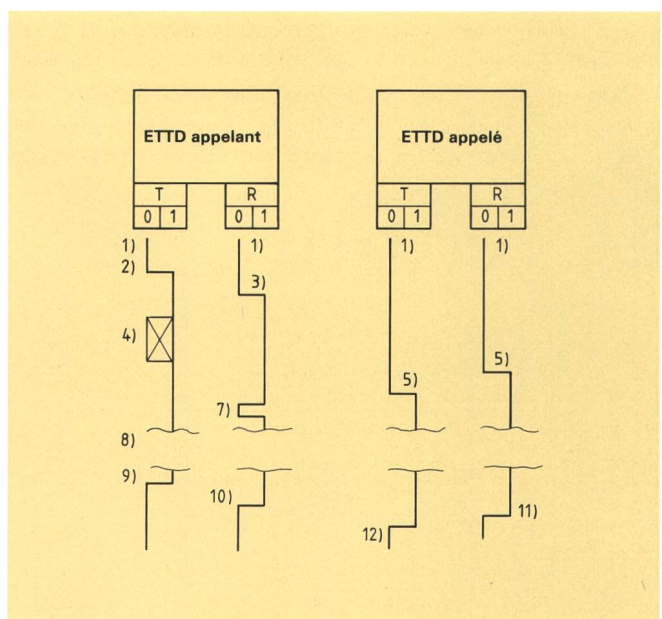 ETTD appelant
ETTD appelé
T R T R
0 1 0 1 0 1 0 1
1) 1) 1) 1)
2)
3)
4)
5) 5)
7)
8)
9)
10) 11)
12)